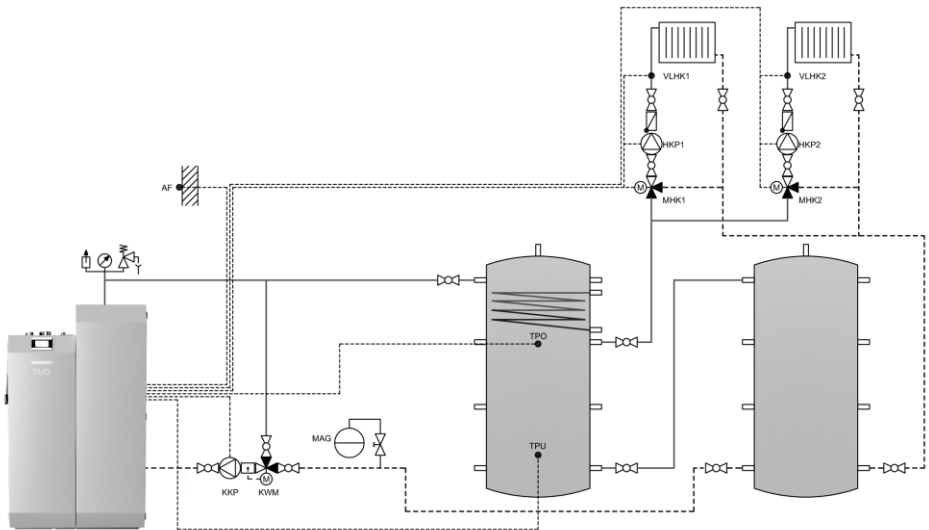 VLHK1
VLHK2
HKP1
HKP2
M
M
MHK1
MHK2
AF
TPO
DUO
MAG
TPU
KKP
KWM
M